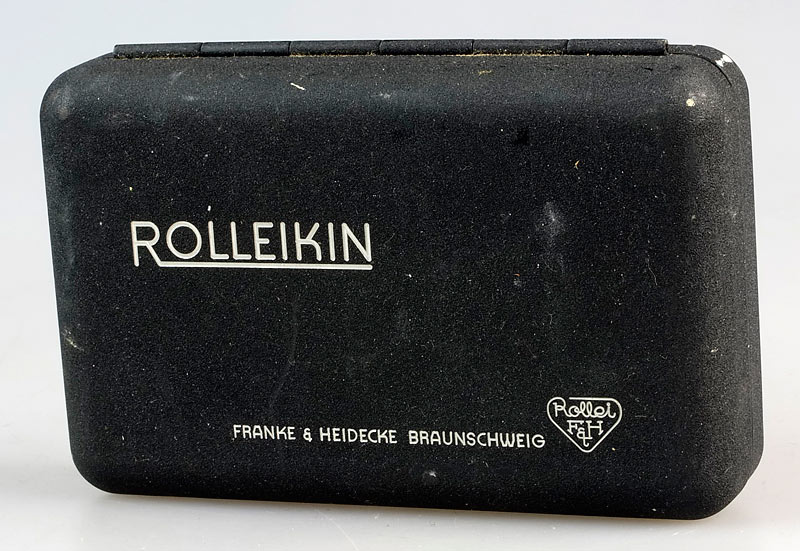 ROLLEIKIN
FRANKE & HEIDECKE BRAUNSCHWEIG
Rollei
F&H